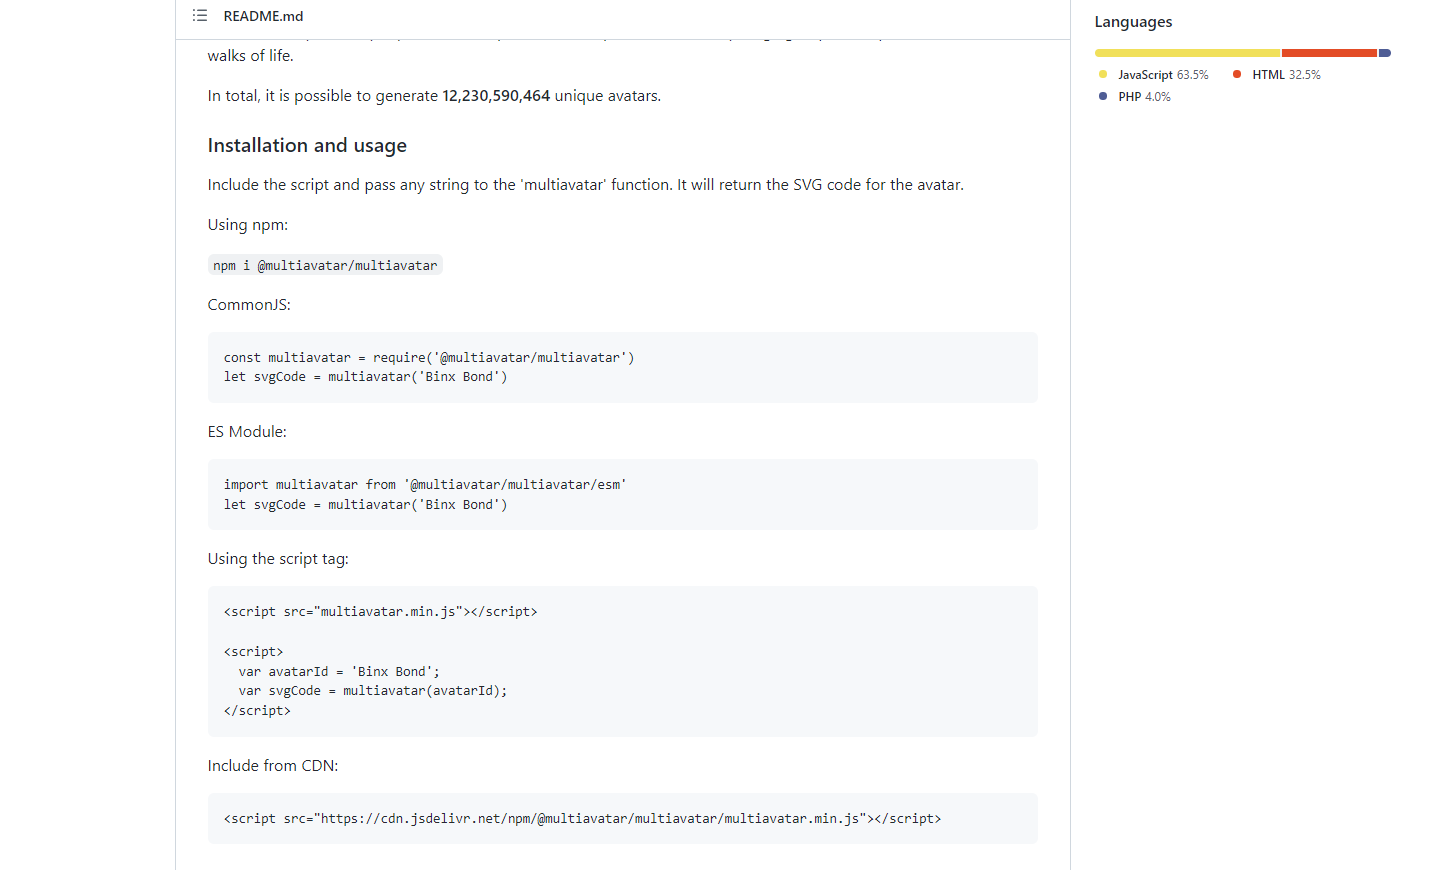 README.md
walks of life.
In total, it is possible to generate 12,230,590,464 unique avatars.
Installation and usage
Include the script and pass any string to the 'multiavatar' function. It will return the SVG code for the avatar.
Using npm:
npm i @multiavatar/multiavatar
CommonJS:
const multiavatar = require('@multiavatar/multiavatar')
let svgCode = multiavatar('Binx Bond')
ES Module:
import multiavatar from '@multiavatar/multiavatar/esm'
let svgCode = multiavatar('Binx Bond')
Using the script tag:
<script src="multiavatar.min.js"></script>
<script>
  var avatarId = 'Binx Bond';
  var svgCode = multiavatar(avatarId);
</script>
Include from CDN:
<script src="https://cdn.jsdelivr.net/npm/@multiavatar/multiavatar/multiavatar.min.js"></script>
Languages
JavaScript 63.5% HTML 32.5%
PHP 4.0%